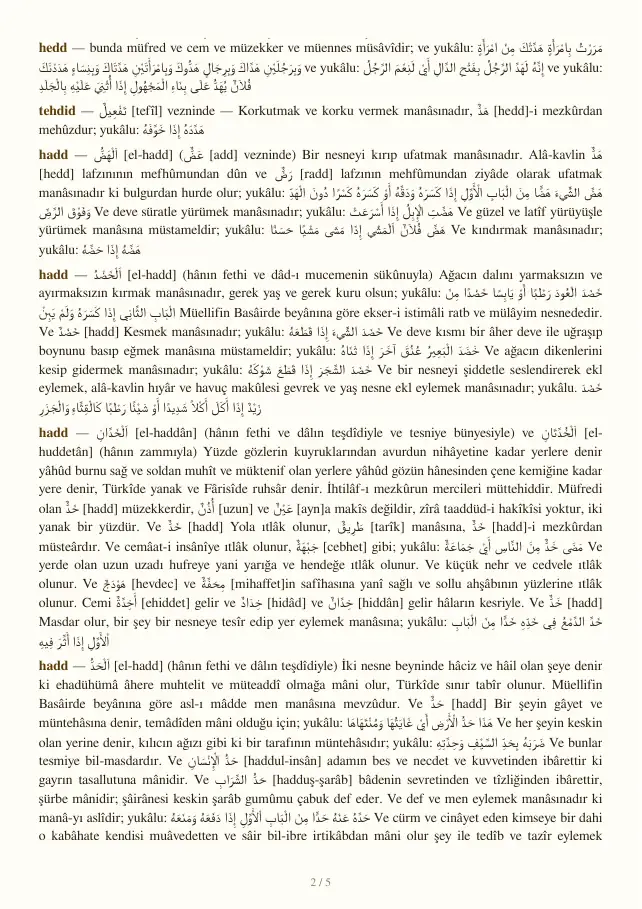 hedd — bunda müfred ve cem ve müzekker ve müennes müsâvîdir; ve yukâlu: مَرَرْتُ بِامْرَأَةٍ هَدَّتْكَ مِنْ امْرَأَةٍ
وَبِرَجُلَيْنِ هَدَّاكَ وَبِرِجَالٍ هَدُّوكَ وَبِامْرَأَتَيْنِ هَدَّتَاكَ وَبِنِسَاءٍ هَدَدْنَكَ ve yukâlu: إِنَّهُ لَهَدَّ الرَّجُلُ بِفَتْحِ الدَّالِ أَيْ لَنِعْمَ الرَّجُلُ ve yukâlu:
فُلاَنٌ يُهَدُّ عَلَى بِنَاءِ الْمَجْهُولِ إِذَا أُثْنِيَ عَلَيْهِ بِالْجَلَدِ
tehdid — تَفْعِيلٌ [tefîl] vezninde — Korkutmak ve korku vermek manâsınadır, هَدٌّ [hedd]-i mezkûrdan
mehûzdur; yukâlu: هَدَّدَهُ إِذَا خَوَّفَهُ
hadd — اَلْهَضُّ [el-hadd] (عَضٌّ [add] vezninde) Bir nesneyi kırıp ufatmak manâsınadır. Alâ-kavlin هَدٌّ
[hedd] lafzınının mefhûmundan dûn ve رَضٌّ [radd] lafzının mehfûmundan ziyâde olarak ufatmak
manâsınadır ki bulgurdan hurde olur; yukâlu: هَضَّ الشَّيْءَ هَضًّا مِنَ الْبَابِ الْأَوَّلِ إِذَا كَسَرَهُ وَدَقَّهُ أَوْ كَسَرَهُ كَسْرًا دُونَ الْهَدِّ
وَفَوْقَ الرَّضِّ Ve deve süratle yürümek manâsınadır; yukâlu: هَضَّتِ الْإِبِلُ إِذَا أَسْرَعَتْ Ve güzel ve latîf yürüyüşle
yürümek manâsına müstameldir; yukâlu: هَضَّ فُلاَنٌ الْمَشْيَ إِذَا مَشَى مَشْيًا حَسَنًا Ve kındırmak manâsınadır;
yukâlu: هَضَّهُ إِذَا حَضَّهُ
hadd — اَلْخَضْدُ [el-hadd] (hânın fethi ve dâd-ı mucemenin sükûnuyla) Ağacın dalını yarmaksızın ve
ayırmaksızın kırmak manâsınadır, gerek yaş ve gerek kuru olsun; yukâlu: خَضَدَ الْعُودَ رَطْبًا أَوْ يَابِسًا خَضْدًا مِنَ
الْبَابِ الثَّانِي إِذَا كَسَرَهُ وَلَمْ يَبِنْ Müellifin Basâirde beyânına göre ekser-i istimâli ratb ve mülâyim nesnededir.
Ve خَضْدٌ [hadd] Kesmek manâsınadır; yukâlu: خَضَدَ الشَّيْءَ إِذَا قَطَعَهُ Ve deve kısmı bir âher deve ile uğraşıp
boynunu basıp eğmek manâsına müstameldir; yukâlu: خَضَدَ الْبَعِيرُ عُنُقَ آخَرَ إِذَا ثَنَاهُ Ve ağacın dikenlerini
kesip gidermek manâsınadır; yukâlu: خَضَدَ الشَّجَرَ إِذَا قَطَعَ شَوْكَهُ Ve bir nesneyi şiddetle seslendirerek ekl
eylemek, alâ-kavlin hıyâr ve havuç makûlesi gevrek ve yaş nesne ekl eylemek manâsınadır; yukâlu. خَضَدَ
زَيْدٌ إِذَا أَكَلَ أَكْلاً شَدِيدًا أَوْ شَيْئًا رَطْبًا كَالْقِثَّاءِ وَالْجَزَرِ
hadd — اَلْخَدَّانِ [el-haddân] (hânın fethi ve dâlın teşdîdiyle ve tesniye bünyesiyle) ve اَلْخُدَّتَانِ [el-
huddetân] (hânın zammıyla) Yüzde gözlerin kuyruklarından avurdun nihâyetine kadar yerlere denir
yâhûd burnu sağ ve soldan muhît ve müktenif olan yerlere yâhûd gözün hânesinden çene kemiğine kadar
yere denir, Türkîde yanak ve Fârisîde ruhsâr denir. İhtilâf-ı mezkûrun mercileri müttehiddir. Müfredi
olan خَدٌّ [hadd] müzekkerdir, أُذُنٌ [uzun] ve عَيْنٌ [ayn]a makîs değildir, zîrâ taaddüd-i hakîkîsi yoktur, iki
yanak bir yüzdür. Ve خَدٌّ [hadd] Yola ıtlâk olunur, طَرِيقٌ [tarîk] manâsına, خَدٌّ [hadd]-i mezkûrdan
müsteârdır. Ve cemâat-i insânîye ıtlâk olunur, جَبْهَةٌ [cebhet] gibi; yukâlu: مَضَى خَدٌّ مِنَ النَّاسِ أَيْ جَمَاعَةٌ Ve
yerde olan uzun uzadı hufreye yani yarığa ve hendeğe ıtlâk olunur. Ve küçük nehr ve cedvele ıtlâk
olunur. Ve هَوْدَجٌ [hevdec] ve مِحَفَّةٌ [mihaffet]in safîhasına yanî sağlı ve sollu ahşâbının yüzlerine ıtlâk
olunur. Cemi أَخِدَّةٌ [ehiddet] gelir ve خِدَادٌ [hidâd] ve خِدَّانٌ [hiddân] gelir hâların kesriyle. Ve خَدٌّ [hadd]
Masdar olur, bir şey bir nesneye tesîr edip yer eylemek manâsına; yukâlu: خَدَّ الدَّمْعُ فِي خَدِّهِ خَدًّا مِنَ الْبَابِ
الْأَوَّلِ إِذَا أَثَّرَ فِيهِ
hadd — اَلْحَدُّ [el-hadd] (hânın fethi ve dâlın teşdîdiyle) İki nesne beyninde hâciz ve hâil olan şeye denir
ki ehadühümâ âhere muhtelit ve müteaddî olmağa mâni olur, Türkîde sınır tabîr olunur. Müellifin
Basâirde beyânına göre asl-ı mâdde men manâsına mevzûdur. Ve حَدٌّ [hadd] Bir şeyin gâyet ve
müntehâsına denir, temâdîden mâni olduğu için; yukâlu: هَذَا حَدُّ الْأَرْضِ أَيْ غَايَتُهَا وَمُنْتَهَاهَا Ve her şeyin keskin
olan yerine denir, kılıcın ağızı gibi ki bir tarafının müntehâsıdır; yukâlu: ضَرَبَهُ بِحَدِّ السَّيْفِ وَحَدَّتِهِ Ve bunlar
tesmiye bil-masdardır. Ve حَدُّ الْإِنْسَانِ [haddul-insân] adamın bes ve necdet ve kuvvetinden ibârettir ki
gayrın tasallutuna mânidir. Ve حَدُّ الشَّرَابِ [hadduş-şarâb] bâdenin sevretinden ve tîzliğinden ibârettir,
şürbe mânidir; şâirânesi keskin şarâb gumûmu çabuk def eder. Ve def ve men eylemek manâsınadır ki
manâ-yı aslîdir; yukâlu: حَدَّهُ عَنْهُ حَدًّا مِنَ الْبَابِ الْأَوَّلِ إِذَا دَفَعَهُ وَمَنَعَهُ Ve cürm ve cinâyet eden kimseye bir dahi
o kabâhate kendisi muâvedetten ve sâir bil-ibre irtikâbdan mâni olur şey ile tedîb ve tazîr eylemek
2 / 5